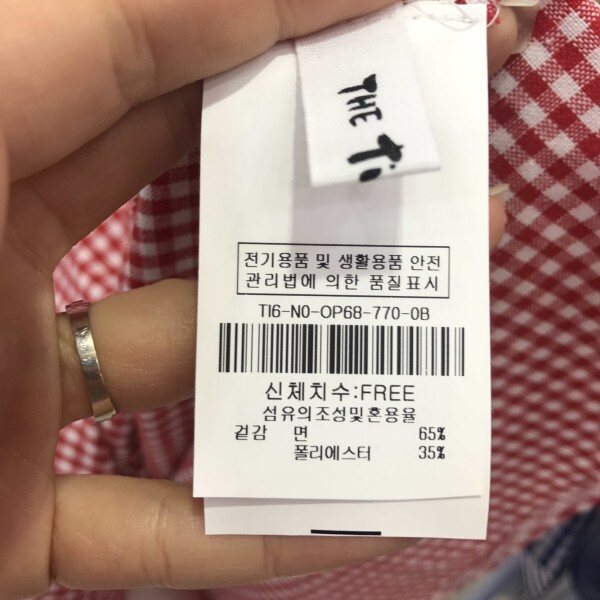 THE Ti
전기용품 및 생활용품 안전
관리법에 의한 품질표시
TI6-N0-OP68-770-0B
신체치수:FREE
섬유의조성및혼용율
겉감 면 65%
폴리에스터 35%